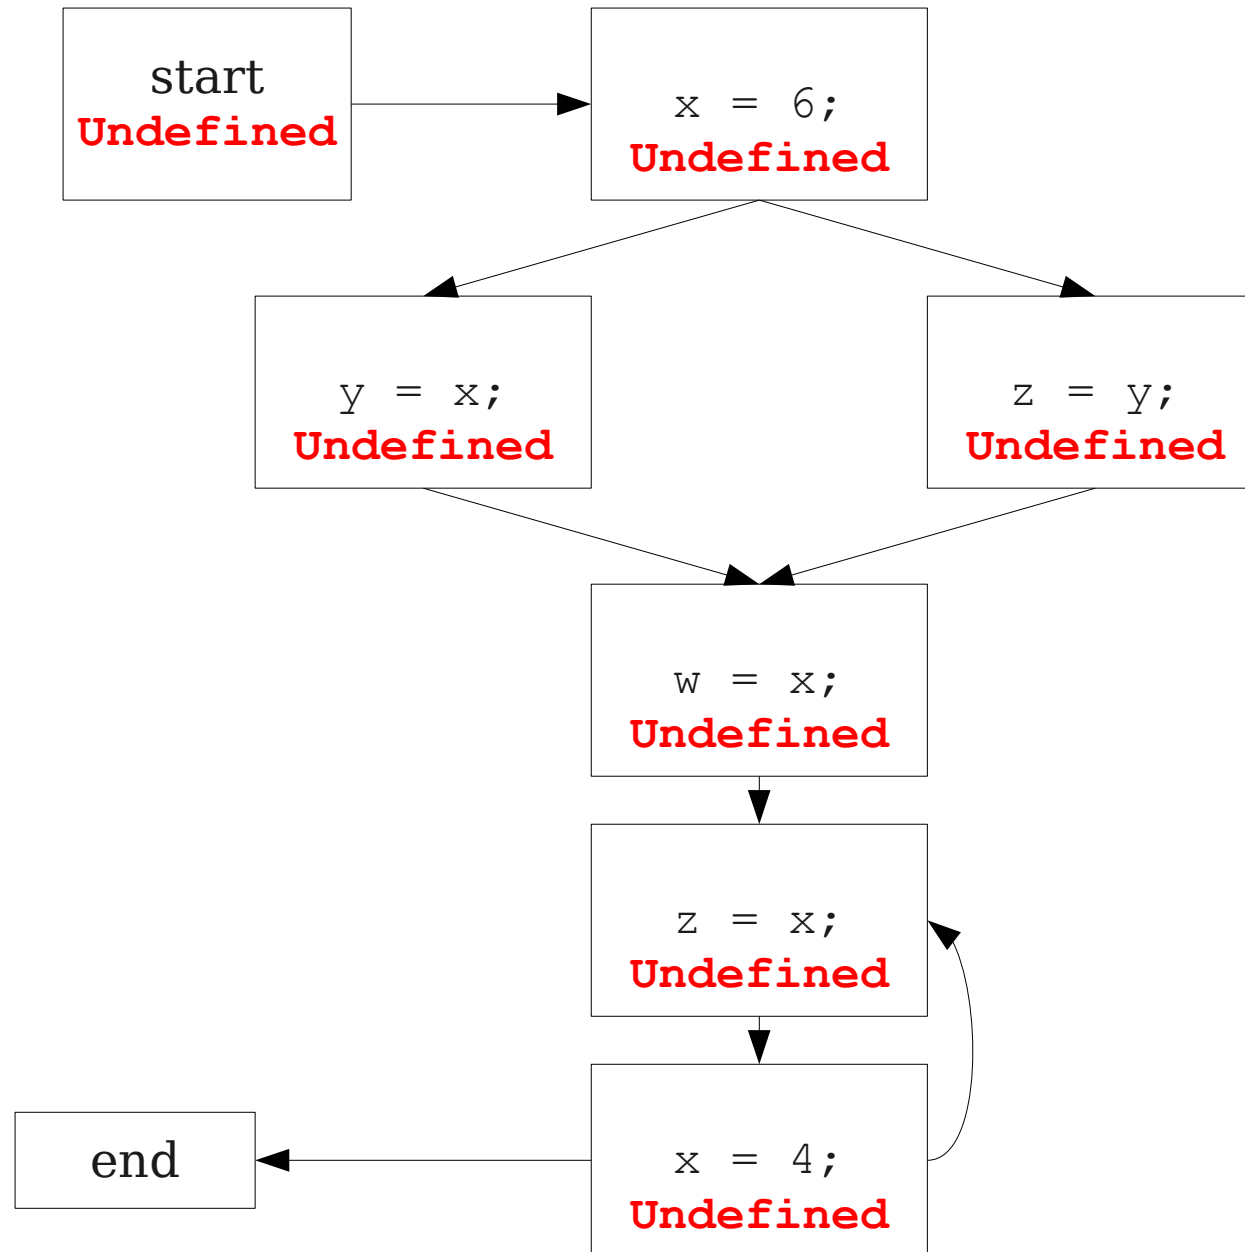 start
Undefined
x = 6;
Undefined
y = x;
Undefined
z = y;
Undefined
w = x;
Undefined
z = x;
Undefined
end
x = 4;
Undefined